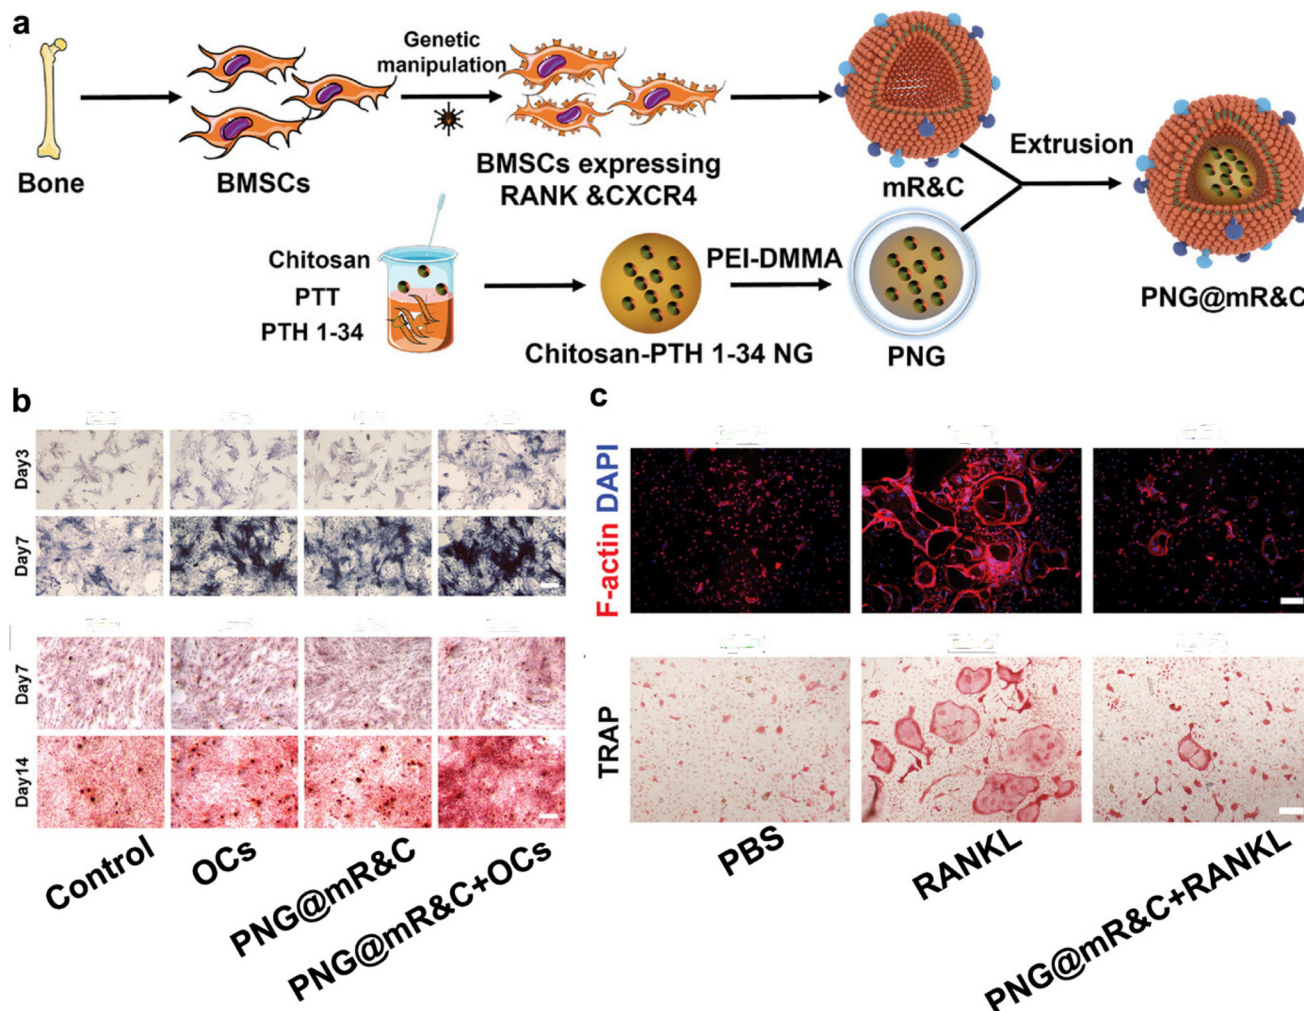 a
Genetic
manipulation
Bone
BMSCs
BMSCs expressing
RANK &CXCR4
mR&C
Extrusion
PNG@mR&C
Chitosan
PTT
PTH 1-34
Chitosan-PTH 1-34 NG
PEI-DMMA
PNG
b
Day3
Day7
Day7
Day14
Control
OCs
PNG@mR&C
PNG@mR&C+OCs
c
F-actin DAPI
TRAP
PBS
RANKL
PNG@mR&C+RANKL